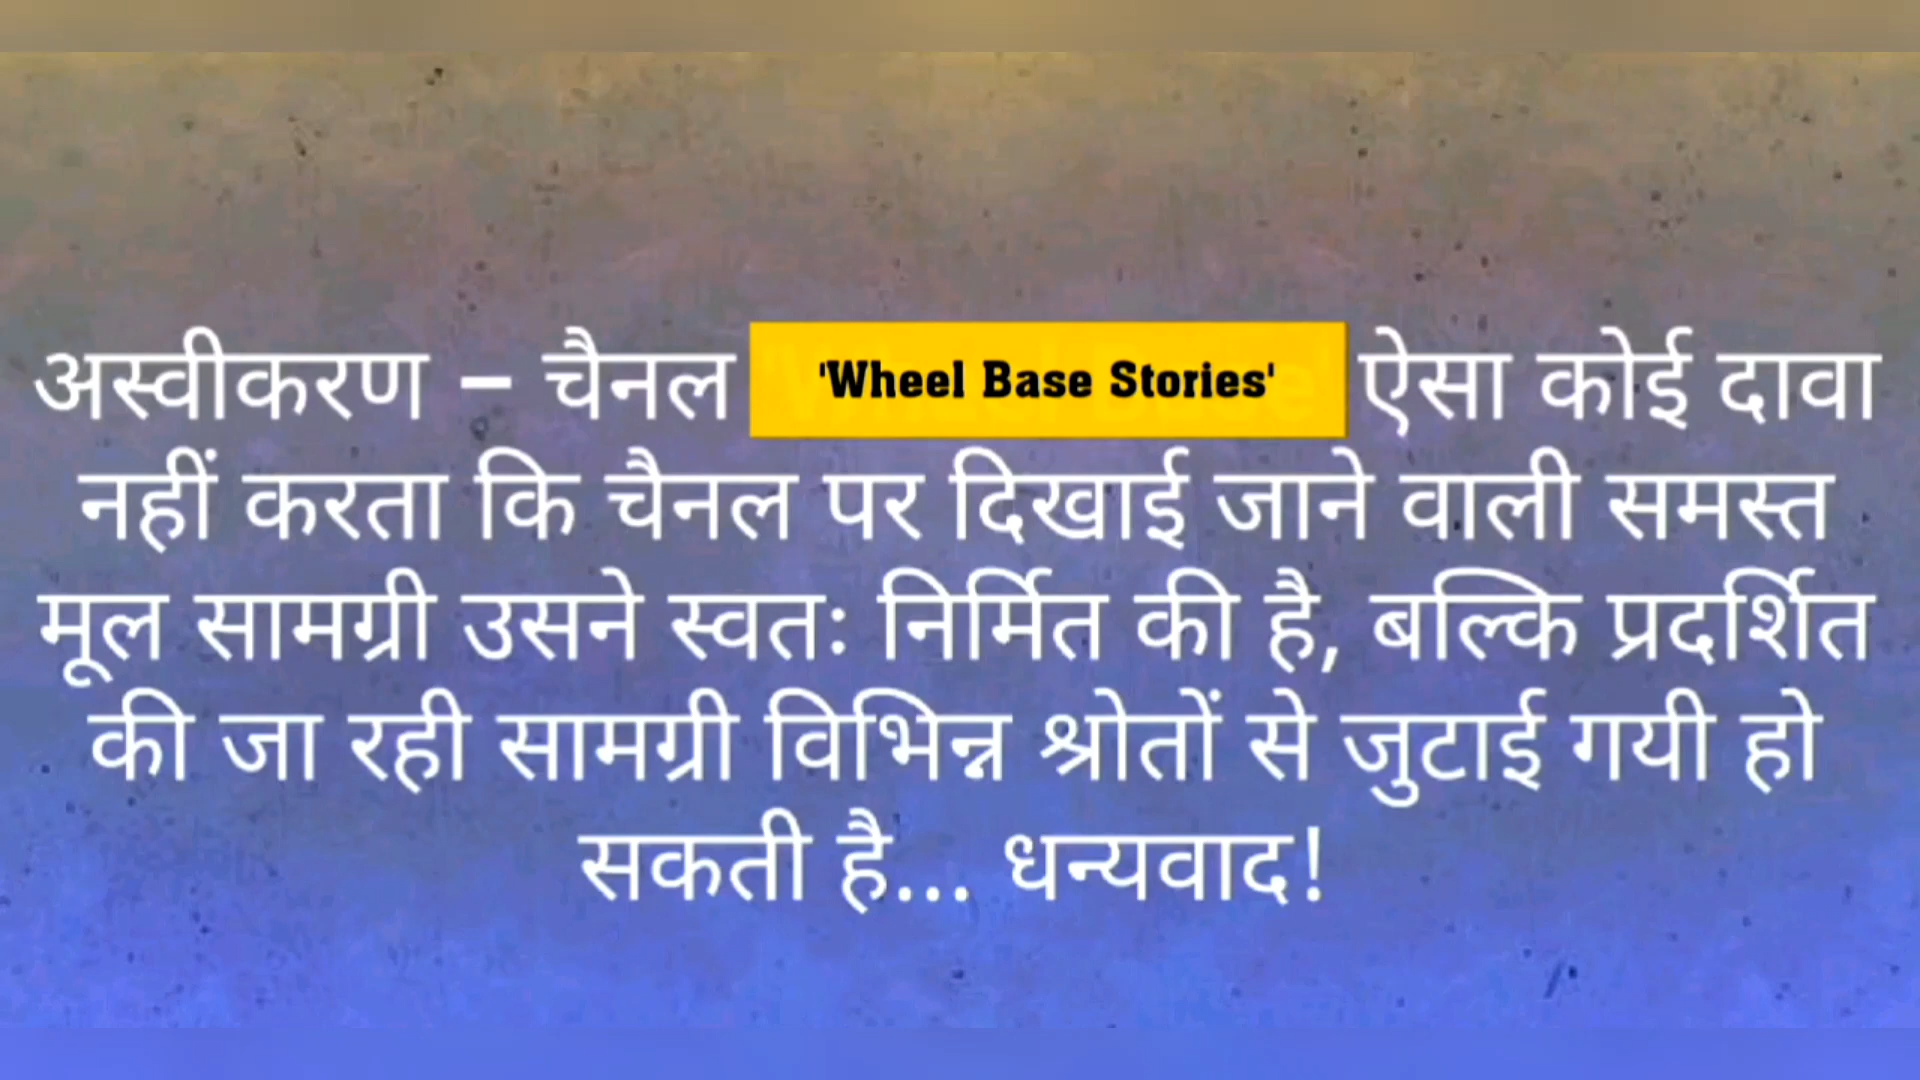 अस्वीकरण – चैनल 'Wheel Base Stories' ऐसा कोई दावा
नहीं करता कि चैनल पर दिखाई जाने वाली समस्त
मूल सामग्री उसने स्वतः निर्मित की है, बल्कि प्रदर्शित
की जा रही सामग्री विभिन्न श्रोतों से जुटाई गयी हो
सकती है... धन्यवाद!